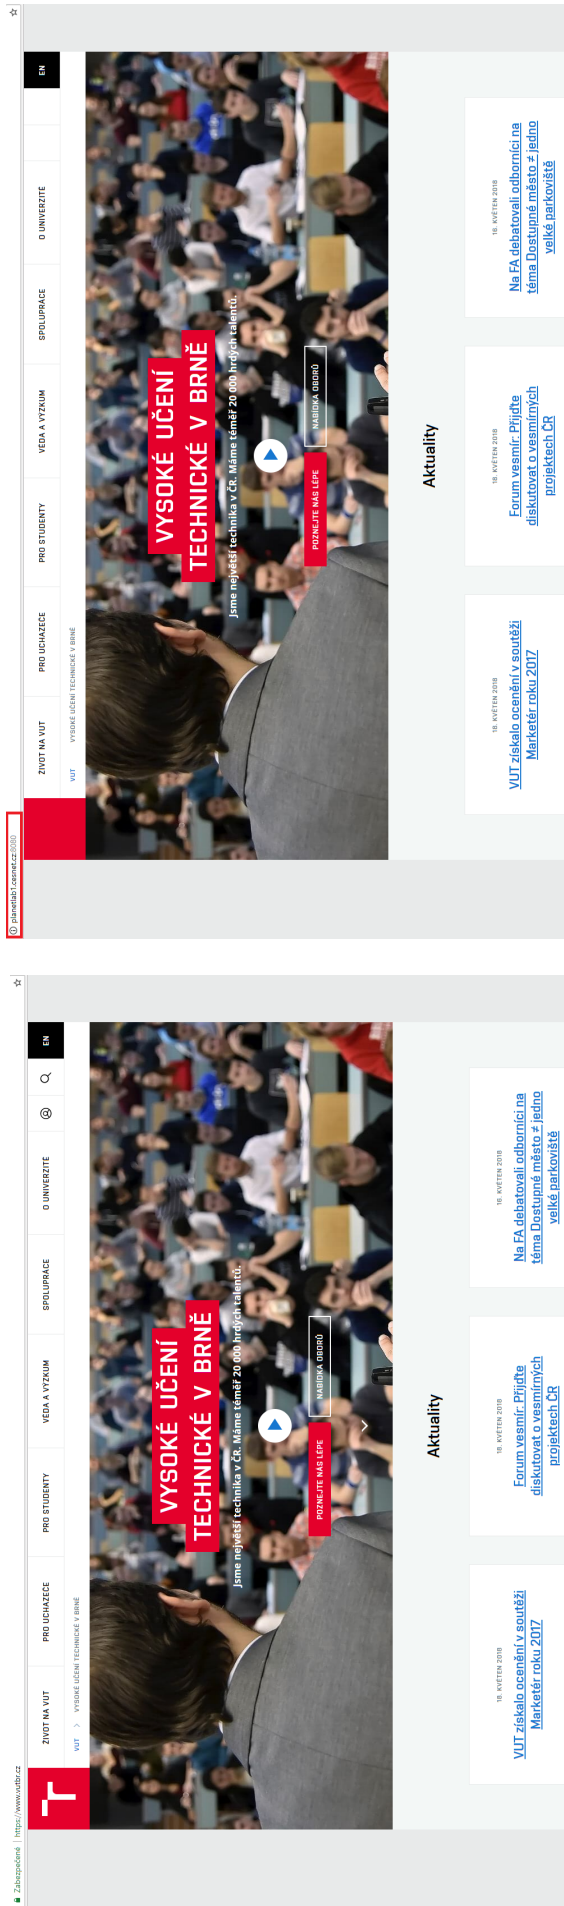 Zabezpečené | https://www.vutbr.cz
ŽIVOT NA VUT PRO UCHAZEČE PRO STUDENTY VĚDA A VÝZKUM SPOLUPRÁCE O UNIVERZITĚ EN
VUT > VYSOKÉ UČENÍ TECHNICKÉ V BRNĚ
VYSOKÉ UČENÍ
TECHNICKÉ V BRNĚ
Jsme největší technika v ČR. Máme téměř 20 000 hrdých talentů.
POZNEJTE NÁS LÉPE NABÍDKA OBORŮ
Aktuality
18. KVĚTEN 2018
VUT získalo ocenění v soutěži
Marketér roku 2017
18. KVĚTEN 2018
Forum vesmír: Přijďte
diskutovat o vesmírných
projektech ČR
18. KVĚTEN 2018
Na FA debatovali odborníci na
téma Dostupné město ≠ jedno
velké parkoviště
planetlab1.cesnet.cz:8080
ŽIVOT NA VUT PRO UCHAZEČE PRO STUDENTY VĚDA A VÝZKUM SPOLUPRÁCE O UNIVERZITĚ EN
VUT VYSOKÉ UČENÍ TECHNICKÉ V BRNĚ
VYSOKÉ UČENÍ
TECHNICKÉ V BRNĚ
Jsme největší technika v ČR. Máme téměř 20 000 hrdých talentů.
POZNEJTE NÁS LÉPE NABÍDKA OBORŮ
Aktuality
18. KVĚTEN 2018
VUT získalo ocenění v soutěži
Marketér roku 2017
18. KVĚTEN 2018
Forum vesmír: Přijďte
diskutovat o vesmírných
projektech ČR
18. KVĚTEN 2018
Na FA debatovali odborníci na
téma Dostupné město ≠ jedno
velké parkoviště